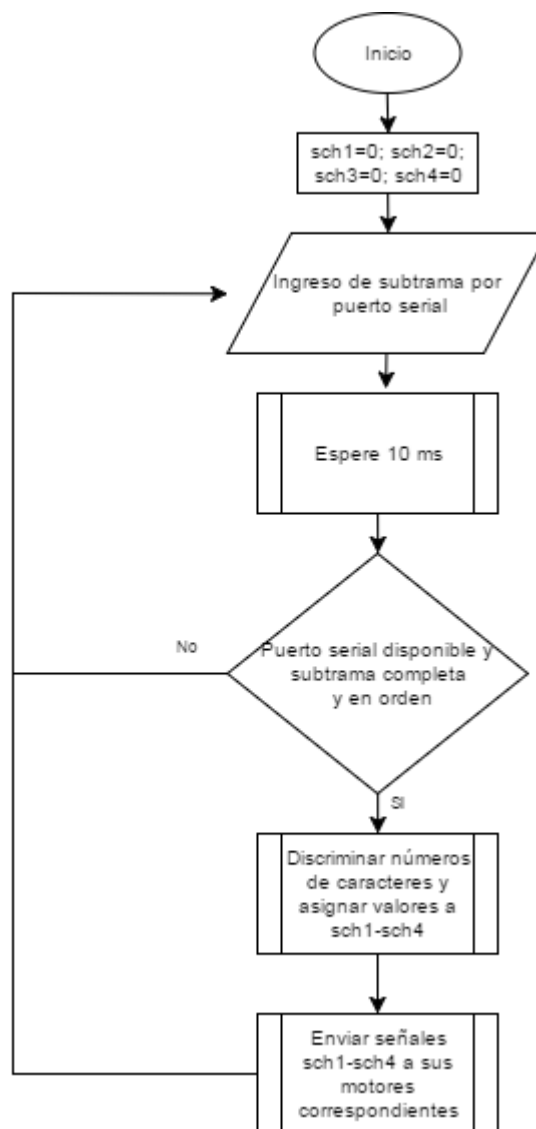 Inicio
sch1=0; sch2=0;
sch3=0; sch4=0
Ingreso de subtrama por
puerto serial
Espere 10 ms
No
Puerto serial disponible y
subtrama completa
y en orden
SI
Discriminar números
de caracteres y
asignar valores a
sch1-sch4
Enviar señales
sch1-sch4 a sus
motores
correspondientes